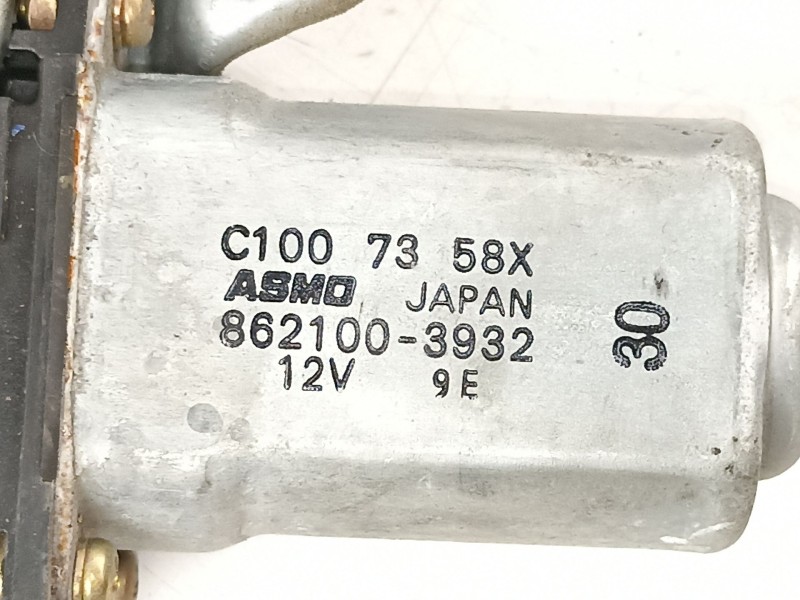 C100 73 58X
ASMO JAPAN
862100-3932
12V 9E
30